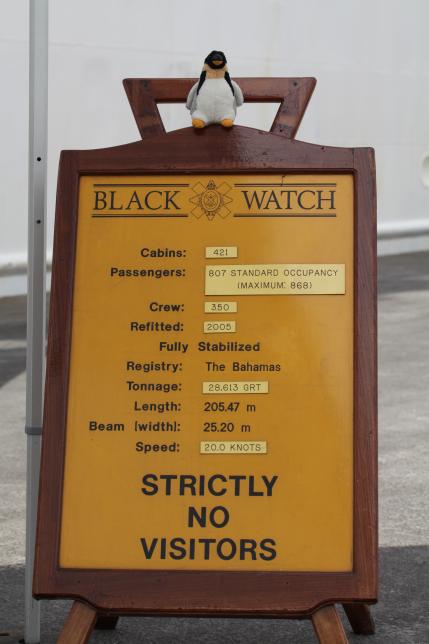 BLACK WATCH
Cabins: 421
Passengers: 807 STANDARD OCCUPANCY
(MAXIMUM: 868)
Crew: 350
Refitted: 2005
Fully Stabilized
Registry: The Bahamas
Tonnage: 28,613 GRT
Length: 205.47 m
Beam (width): 25.20 m
Speed: 20.0 KNOTS
STRICTLY
NO
VISITORS